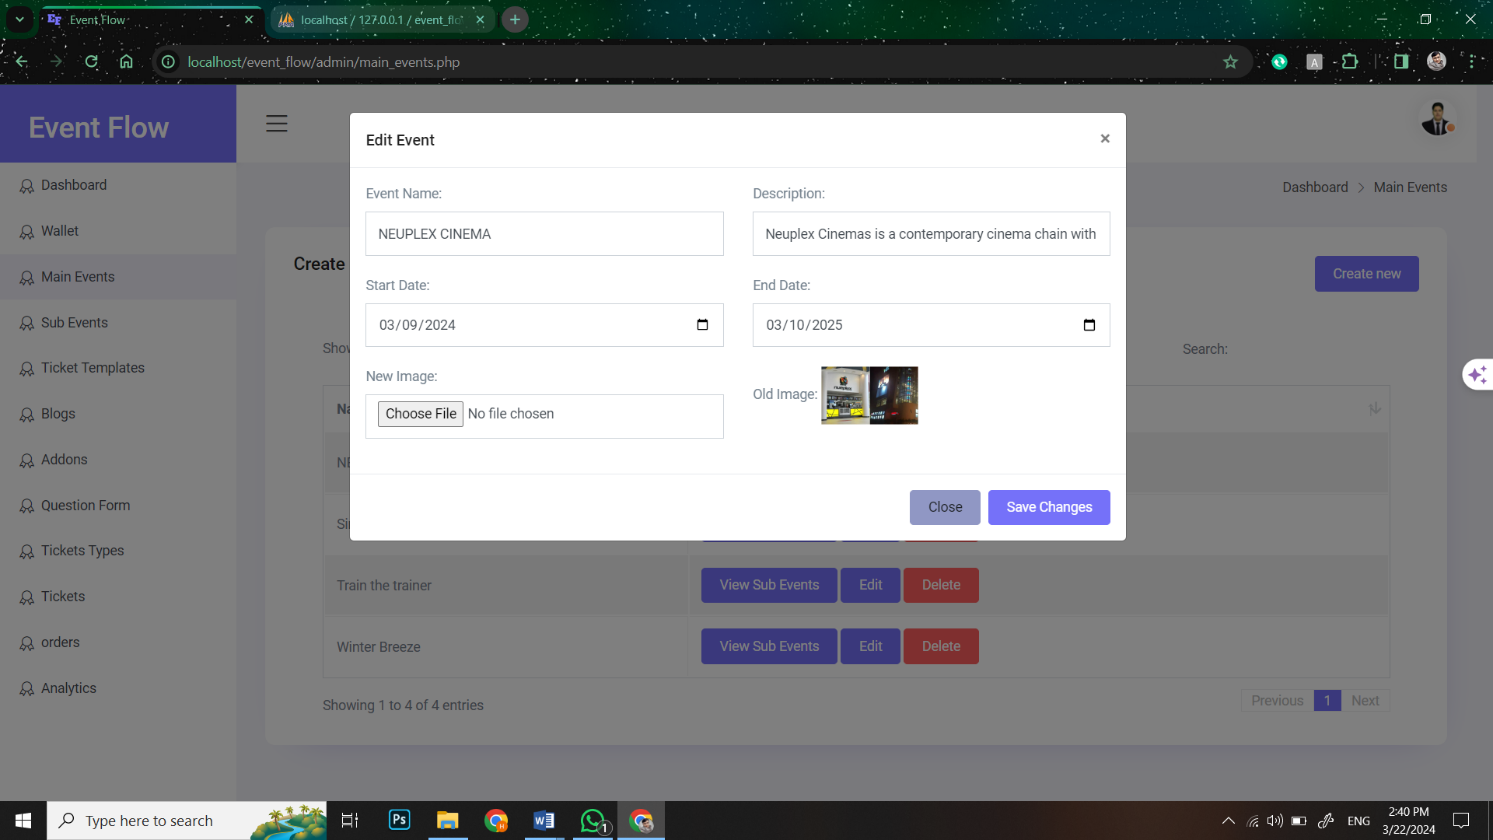 Event Flow
localhost / 127.0.0.1 / event_flo
localhost/event_flow/admin/main_events.php
A
Event Flow
Dashboard
Wallet
Main Events
Sub Events
Ticket Templates
Blogs
Addons
Question Form
Tickets Types
Tickets
orders
Analytics
Dashboard > Main Events
Create
Create new
Search:
Edit Event
×
Event Name:
Description:
NEUPLEX CINEMA
Neuplex Cinemas is a contemporary cinema chain with
Start Date:
End Date:
03/09/2024
03/10/2025
New Image:
Old Image:
Choose File No file chosen
Close
Save Changes
Train the trainer
View Sub Events
Edit
Delete
Winter Breeze
View Sub Events
Edit
Delete
Showing 1 to 4 of 4 entries
Previous 1 Next
Type here to search
Ps
1
ENG
2:40 PM
3/22/2024